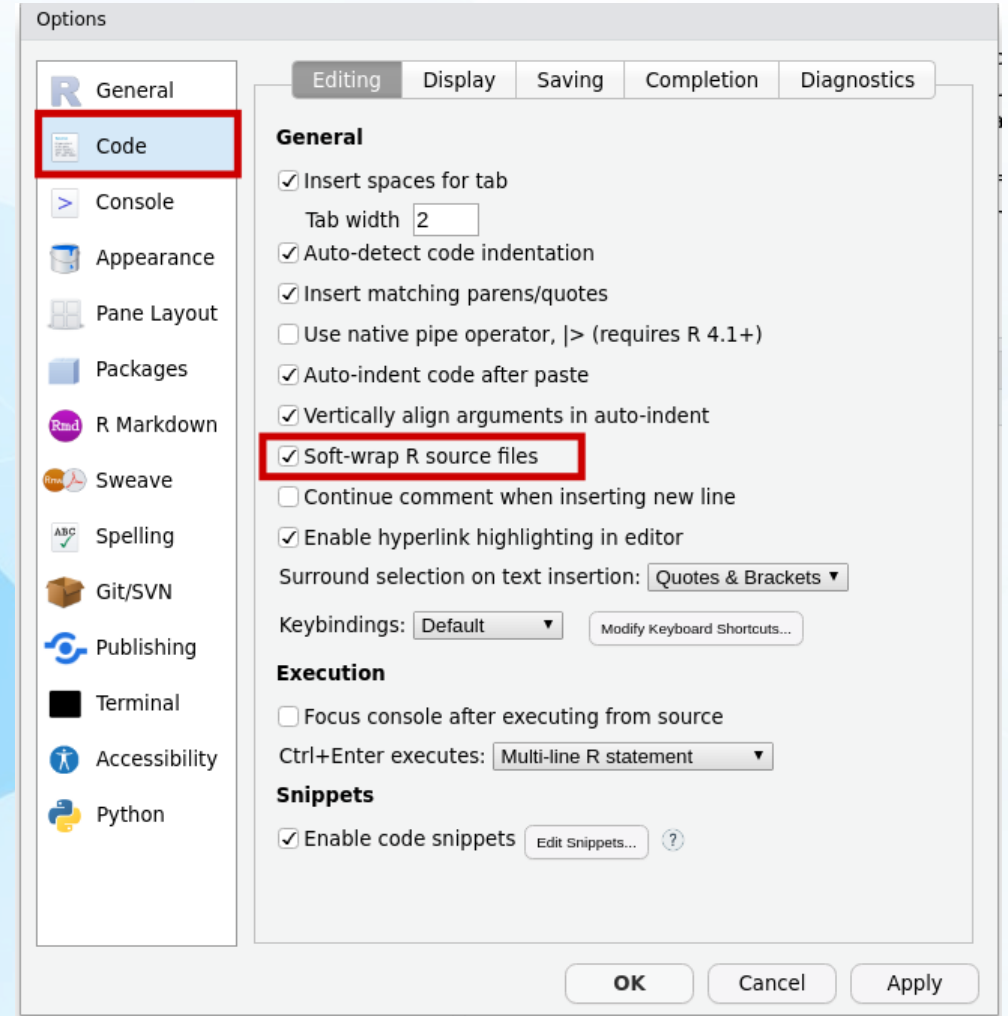 Options
General
Code
Console
Appearance
Pane Layout
Packages
Rmd R Markdown
Rnw Sweave
ABC Spelling
Git/SVN
Publishing
Terminal
Accessibility
Python
Editing Display Saving Completion Diagnostics
General
Insert spaces for tab
Tab width 2
Auto-detect code indentation
Insert matching parens/quotes
Use native pipe operator, |> (requires R 4.1+)
Auto-indent code after paste
Vertically align arguments in auto-indent
Soft-wrap R source files
Continue comment when inserting new line
Enable hyperlink highlighting in editor
Surround selection on text insertion: Quotes & Brackets
Keybindings: Default Modify Keyboard Shortcuts...
Execution
Focus console after executing from source
Ctrl+Enter executes: Multi-line R statement
Snippets
Enable code snippets Edit Snippets... ?
OK Cancel Apply